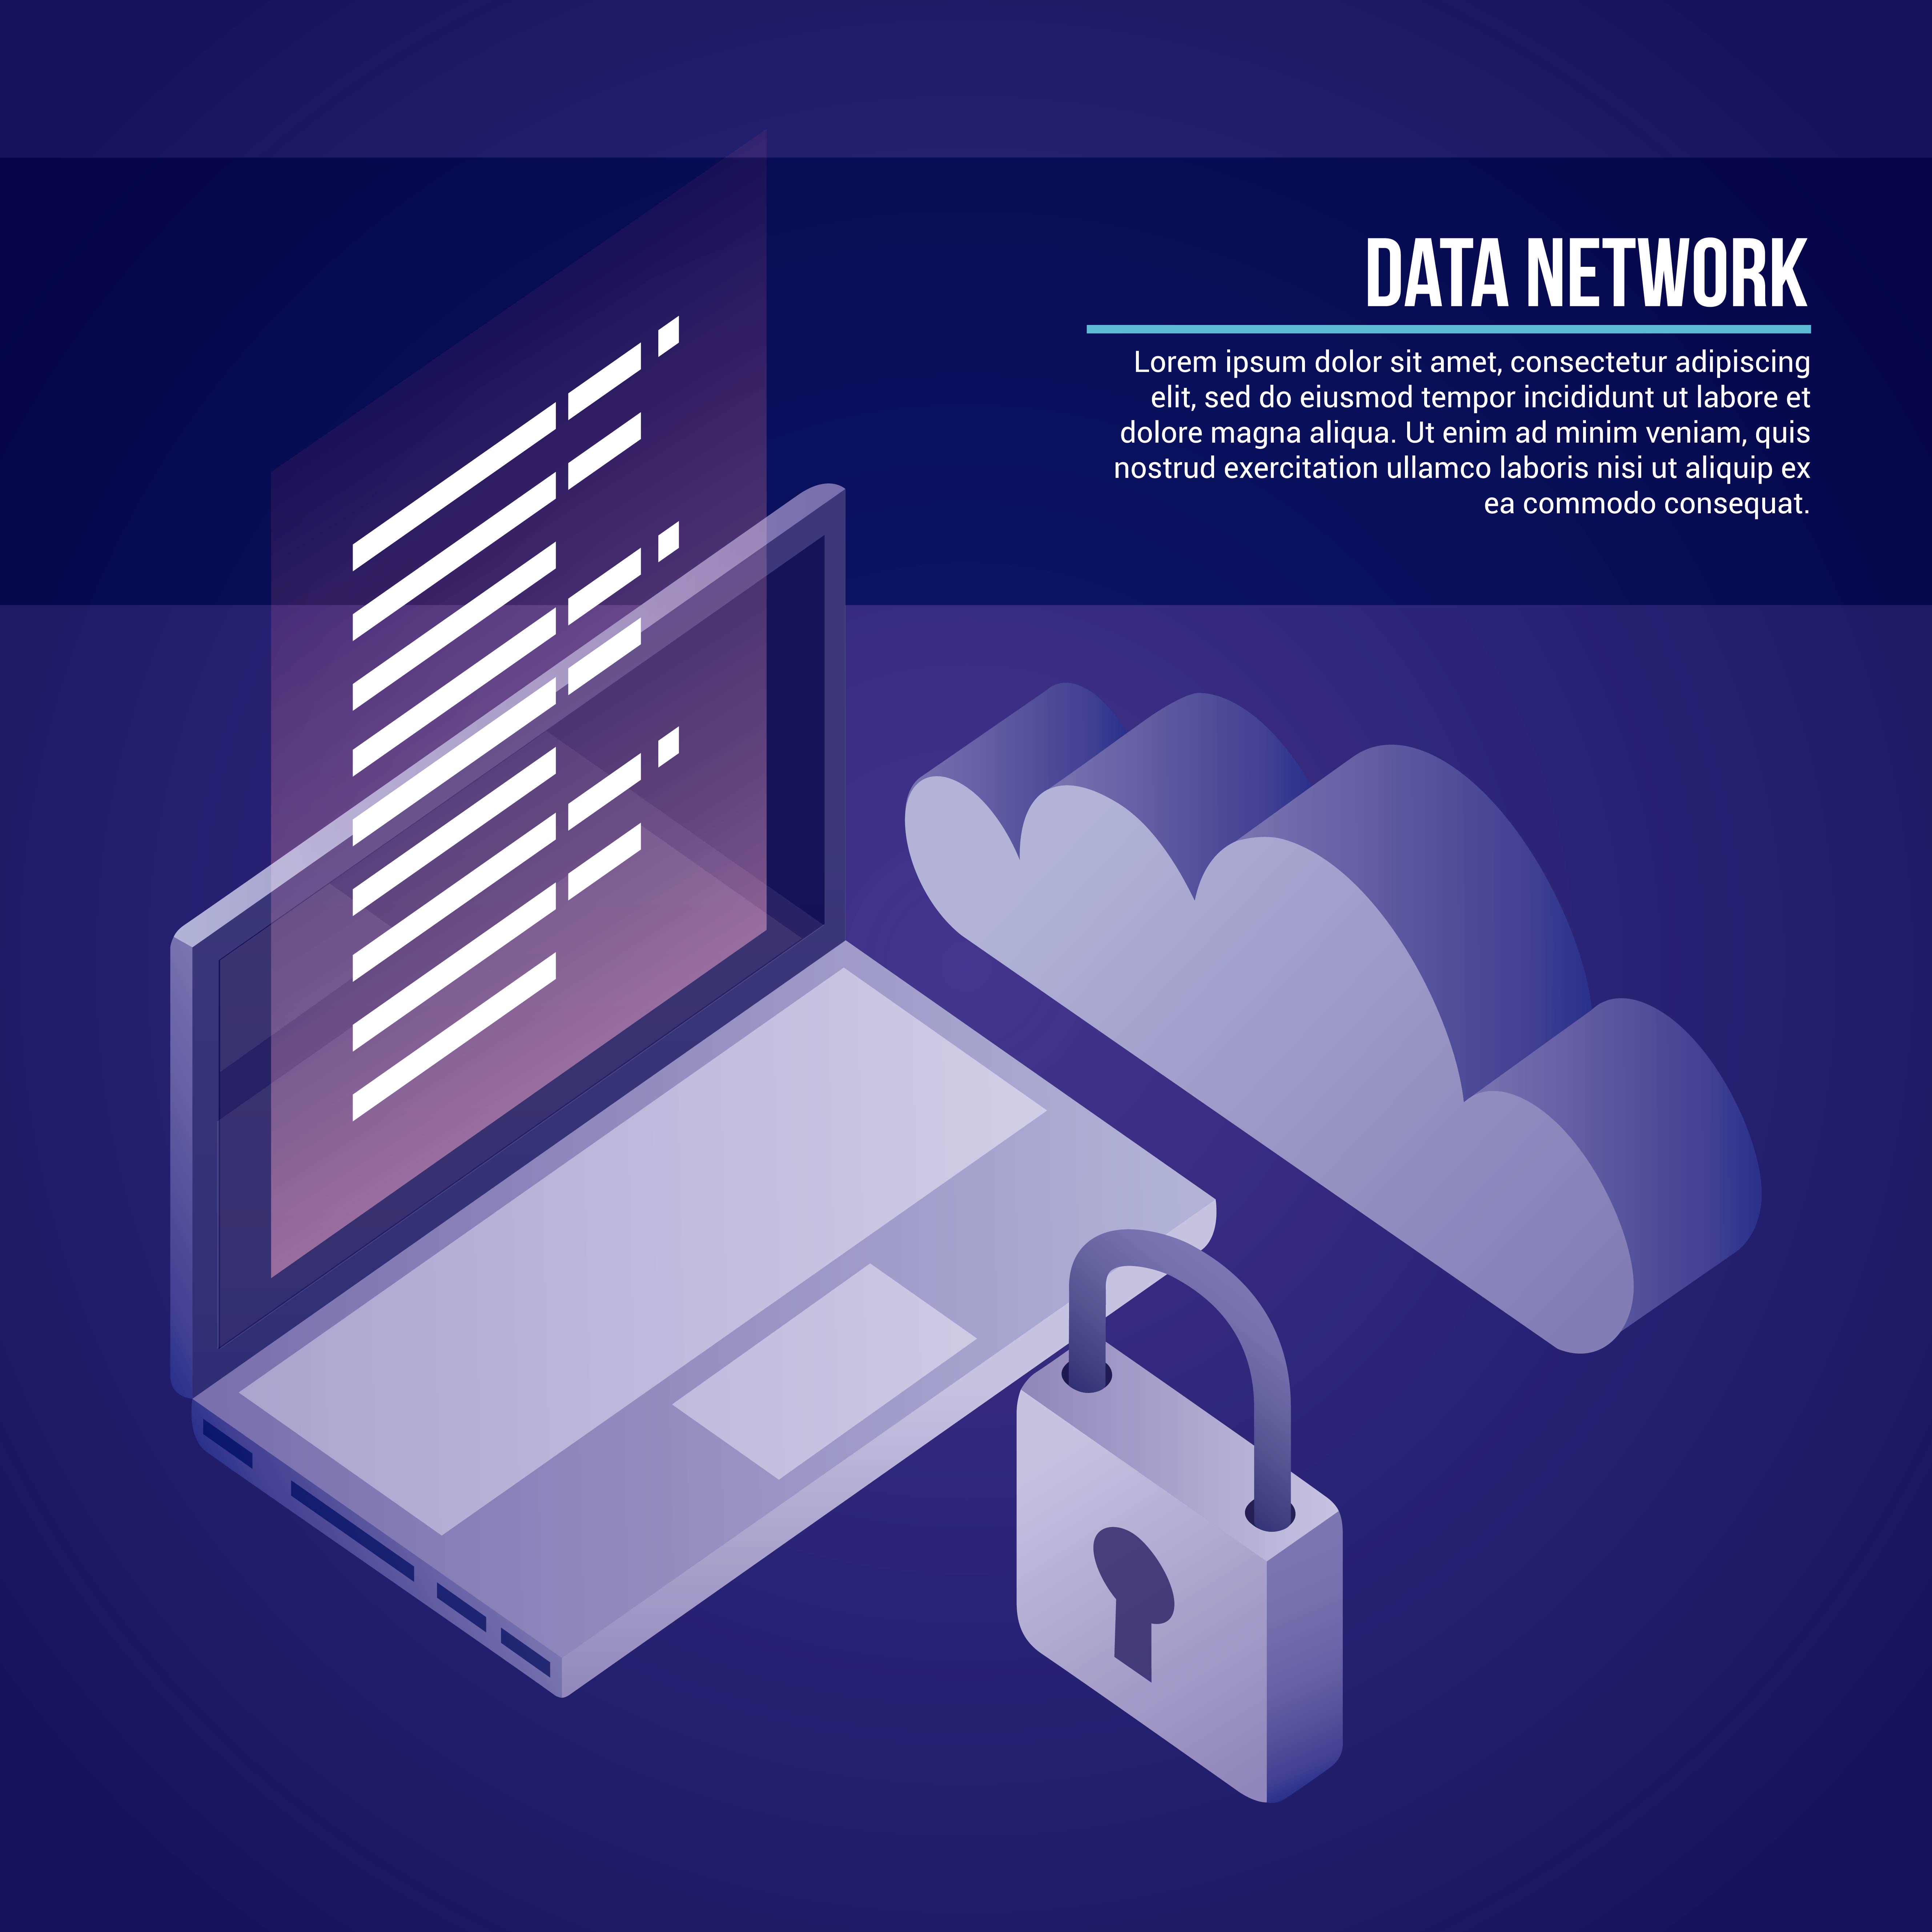 DATA NETWORK
Lorem ipsum dolor sit amet, consectetur adipiscing
elit, sed do eiusmod tempor incididunt ut labore et
dolore magna aliqua. Ut enim ad minim veniam, quis
nostrud exercitation ullamco laboris nisi ut aliquip ex
ea commodo consequat.